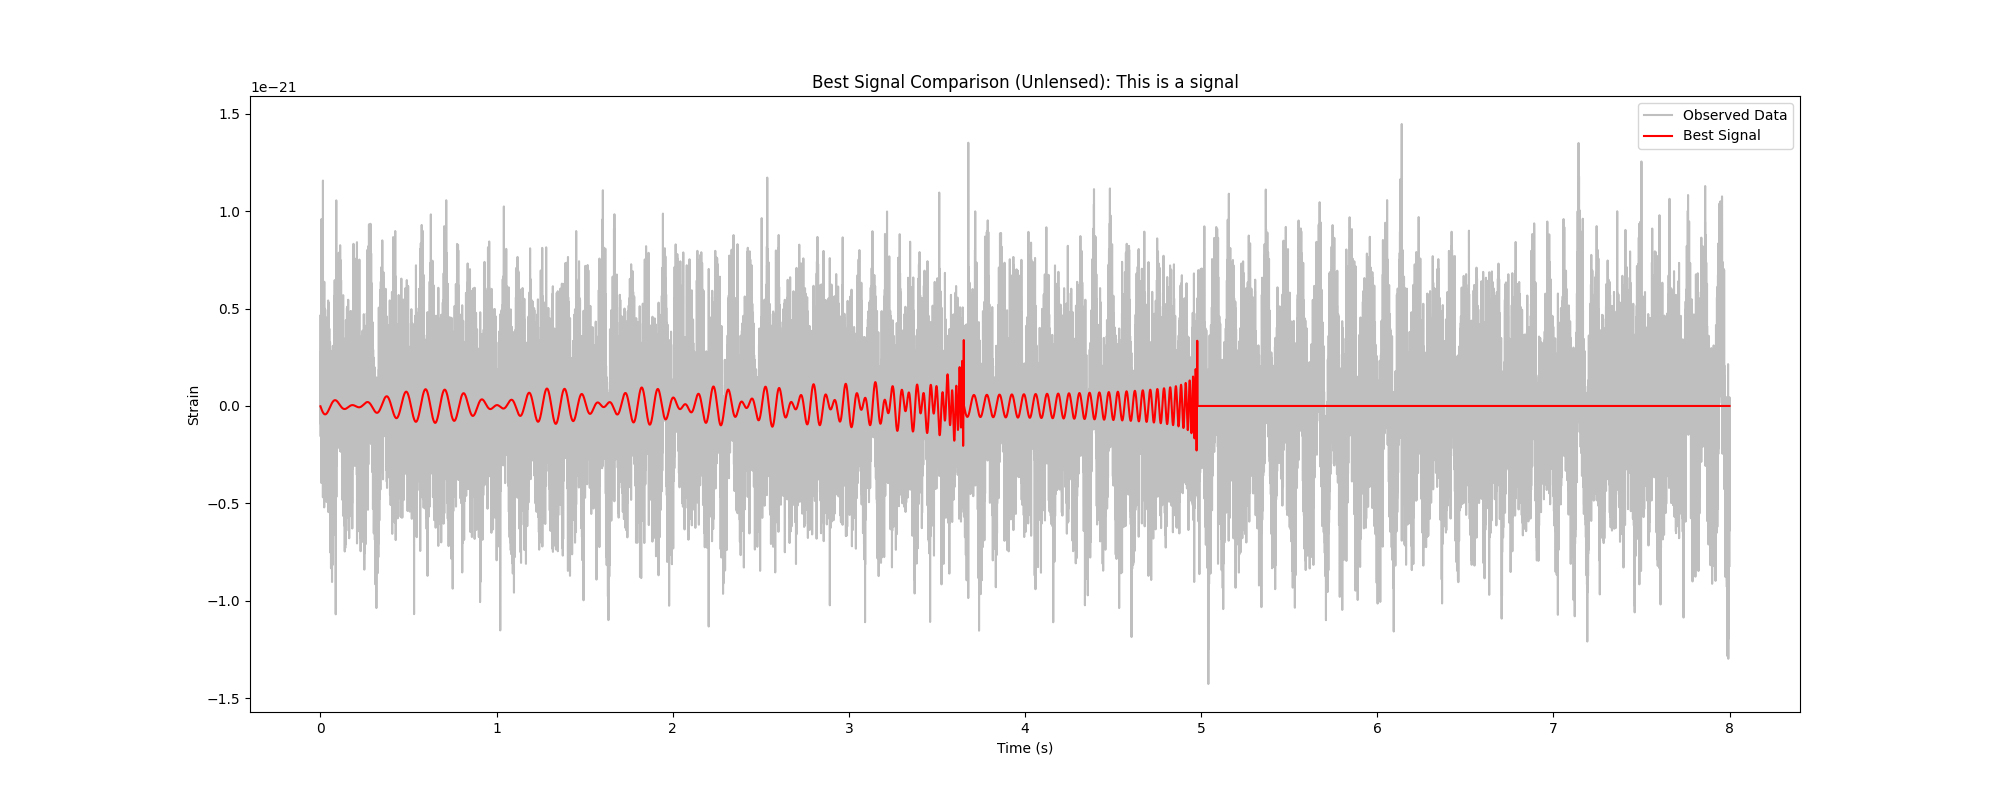 Best Signal Comparison (Unlensed): This is a signal
1e−21
Observed Data
Best Signal
1.5
1.0
0.5
0.0
−0.5
−1.0
−1.5
Strain
0 1 2 3 4 5 6 7 8
Time (s)